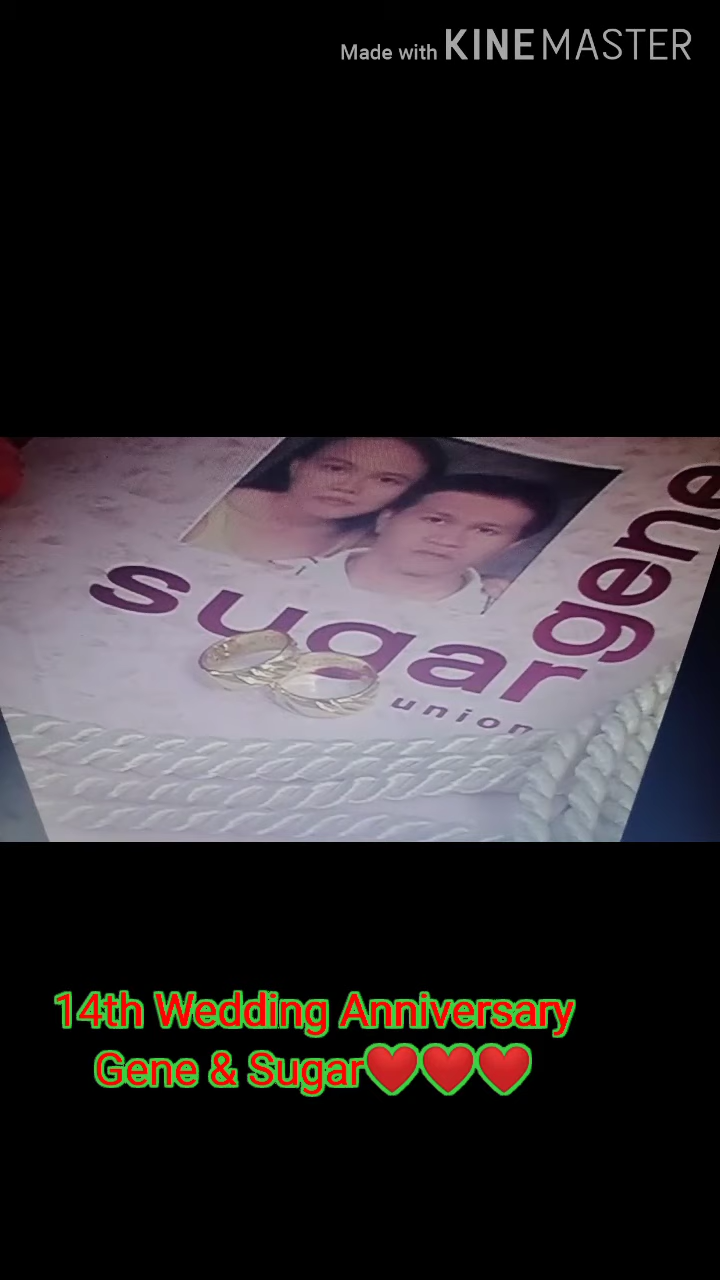 Made with KINEMASTER
gene
sugar
union
14th Wedding Anniversary
Gene & Sugar❤❤❤